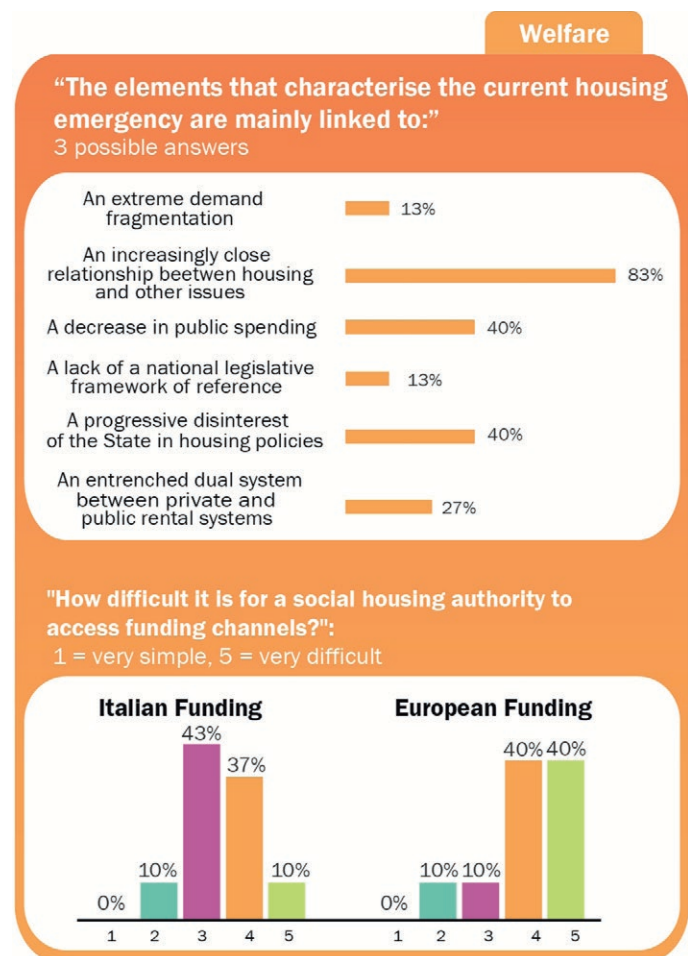 Welfare
“The elements that characterise the current housing
emergency are mainly linked to:”
3 possible answers
An extreme demand
fragmentation
13%
An increasingly close
relationship beetwen housing
and other issues
83%
A decrease in public spending
40%
A lack of a national legislative
framework of reference
13%
A progressive disinterest
of the State in housing policies
40%
An entrenched dual system
between private and
public rental systems
27%
"How difficult it is for a social housing authority to
access funding channels?":
1 = very simple, 5 = very difficult
Italian Funding
0%
10%
43%
37%
10%
1 2 3 4 5
European Funding
0%
10%
10%
40%
40%
1 2 3 4 5